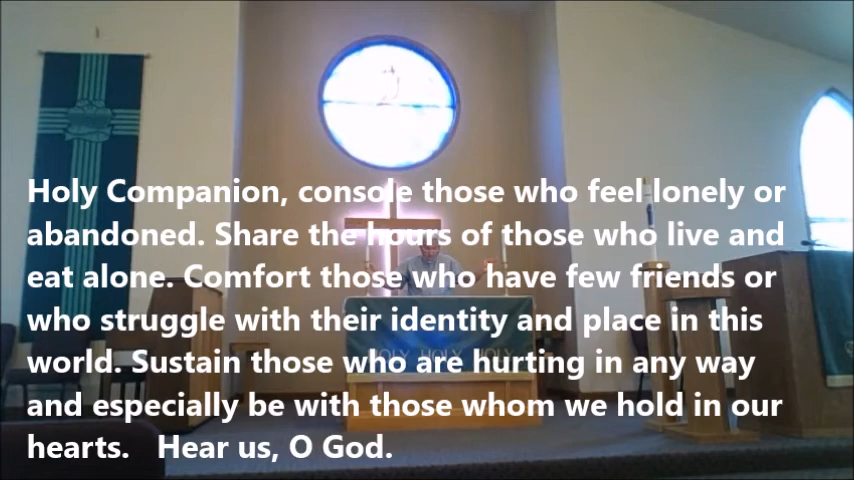 Holy Companion, console those who feel lonely or
abandoned. Share the hours of those who live and
eat alone. Comfort those who have few friends or
who struggle with their identity and place in this
world. Sustain those who are hurting in any way
and especially be with those whom we hold in our
hearts.   Hear us, O God.
HOLY HOLY HOLY